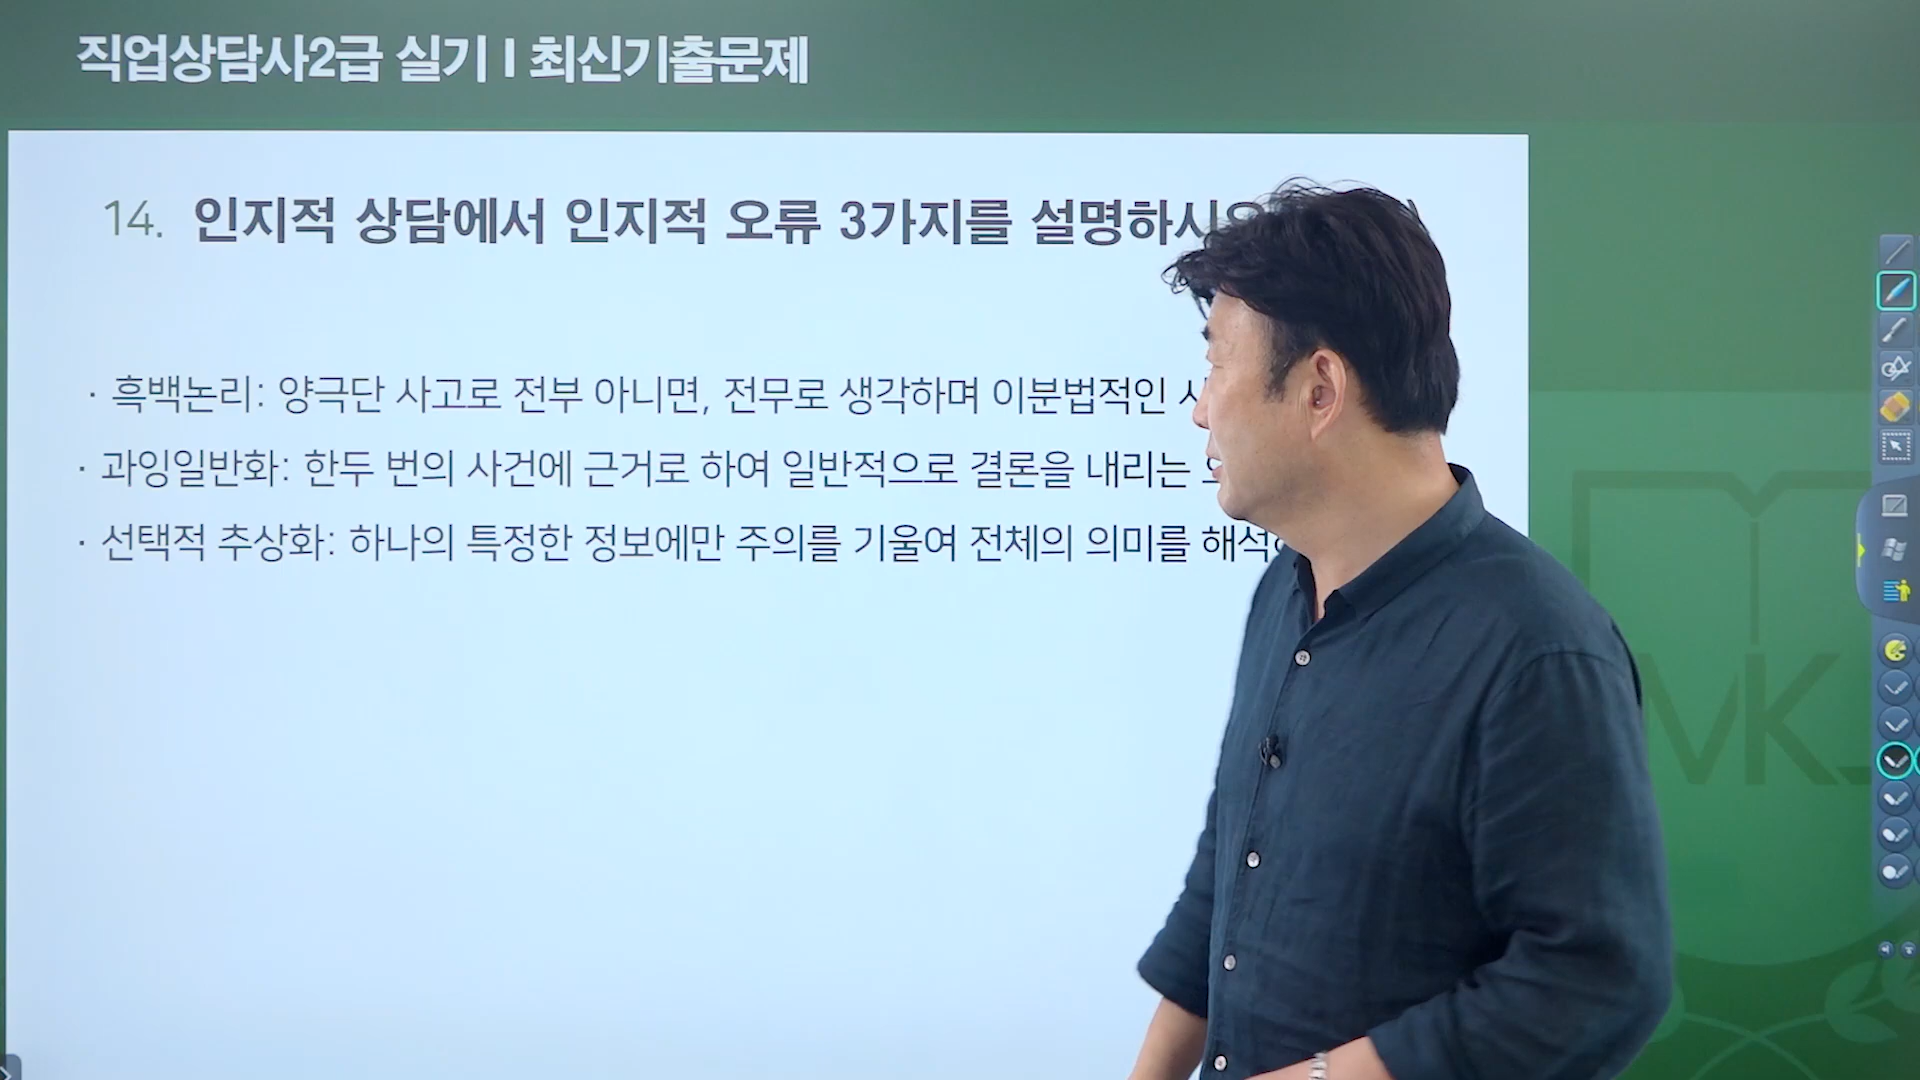 직업상담사2급 실기 I 최신기출문제
14. 인지적 상담에서 인지적 오류 3가지를 설명하시오
· 흑백논리: 양극단 사고로 전부 아니면, 전무로 생각하며 이분법적인
· 과잉일반화: 한두 번의 사건에 근거로 하여 일반적으로 결론을 내리는
· 선택적 추상화: 하나의 특정한 정보에만 주의를 기울여 전체의 의미를
VK